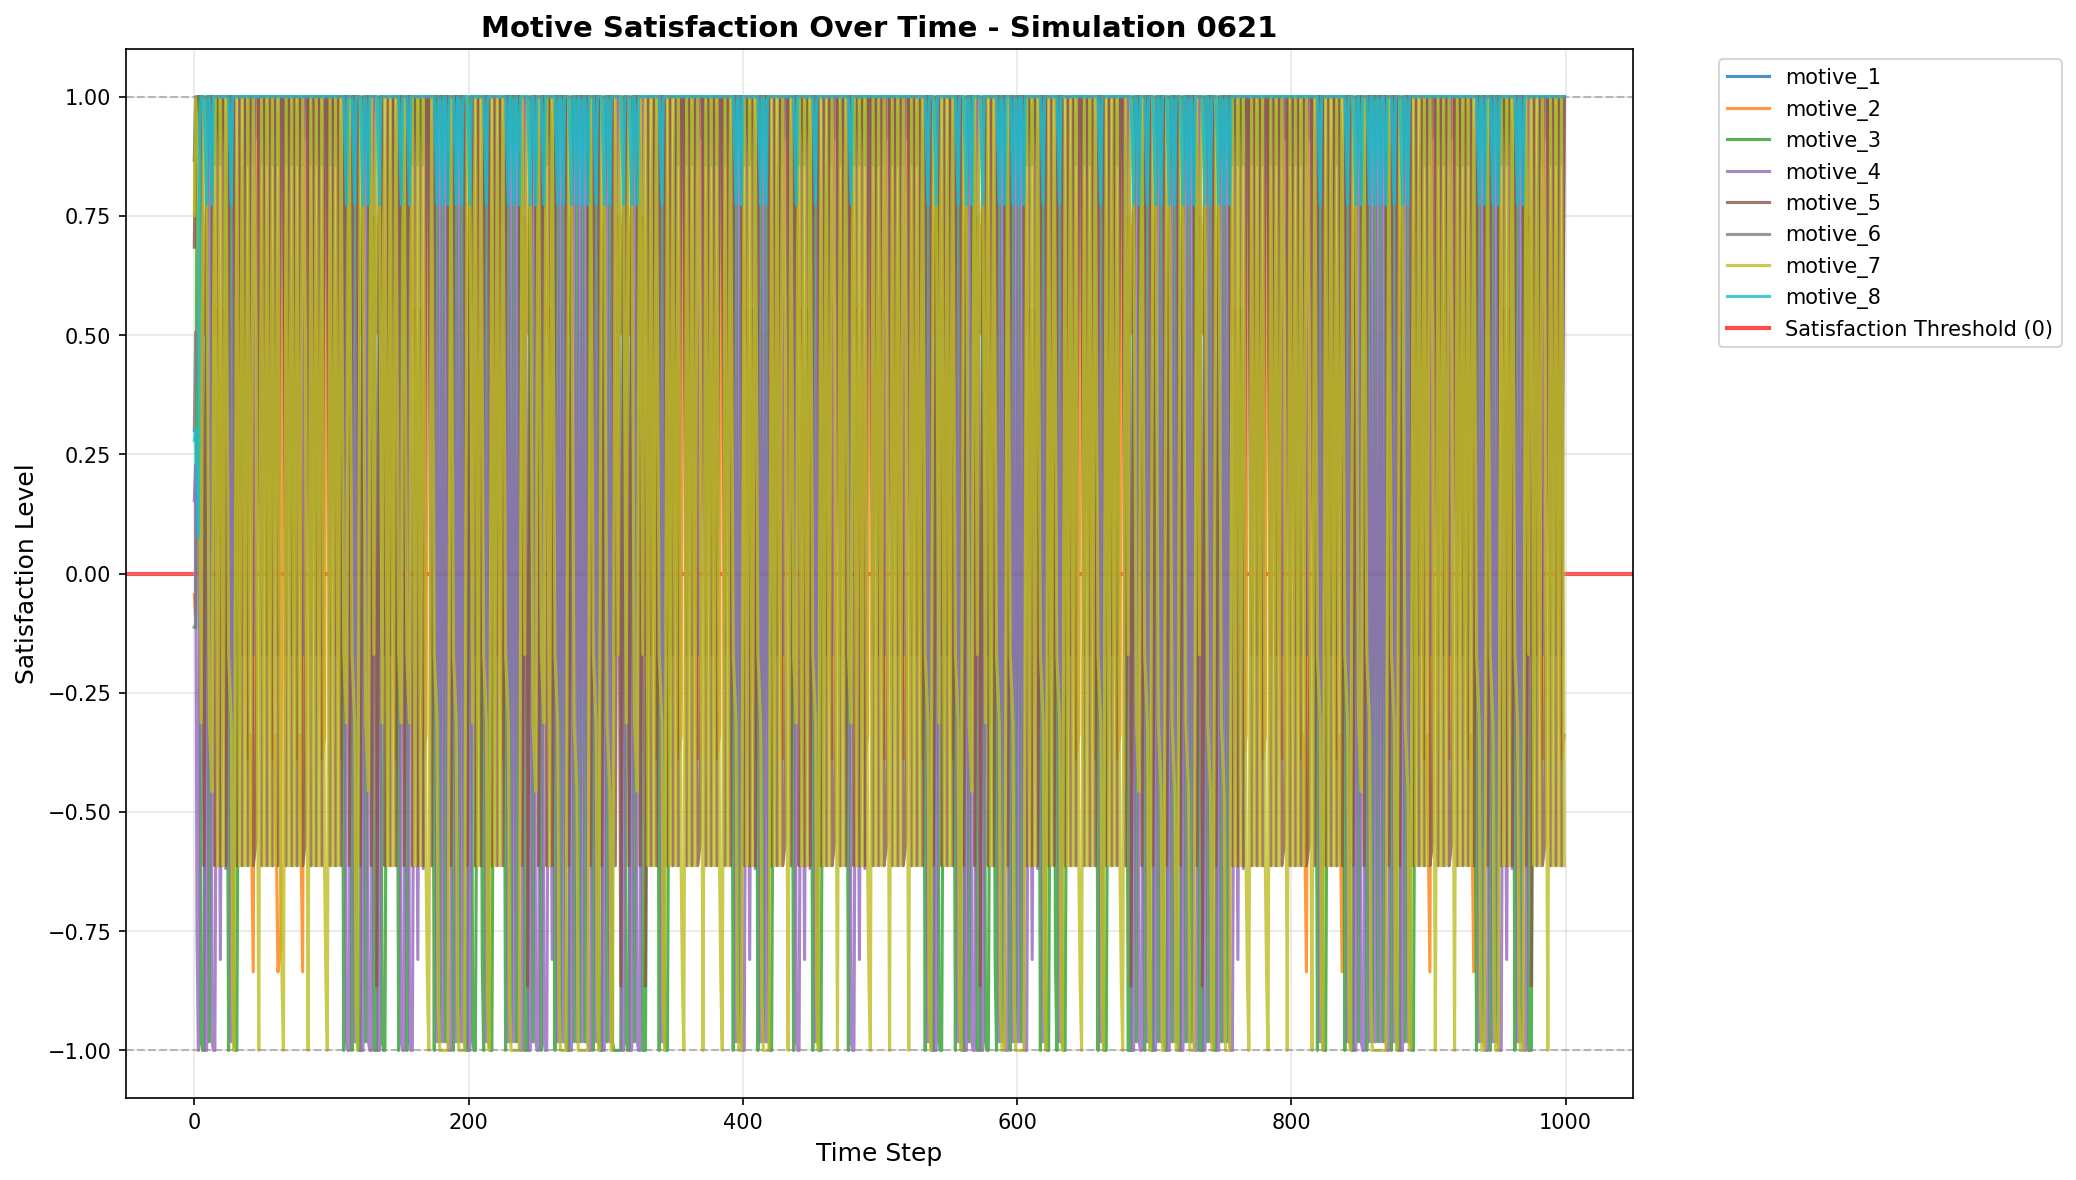 Motive Satisfaction Over Time - Simulation 0621
1.00
0.75
0.50
0.25
0.00
−0.25
−0.50
−0.75
−1.00
Satisfaction Level
0
200
400
600
800
1000
Time Step
motive_1
motive_2
motive_3
motive_4
motive_5
motive_6
motive_7
motive_8
Satisfaction Threshold (0)